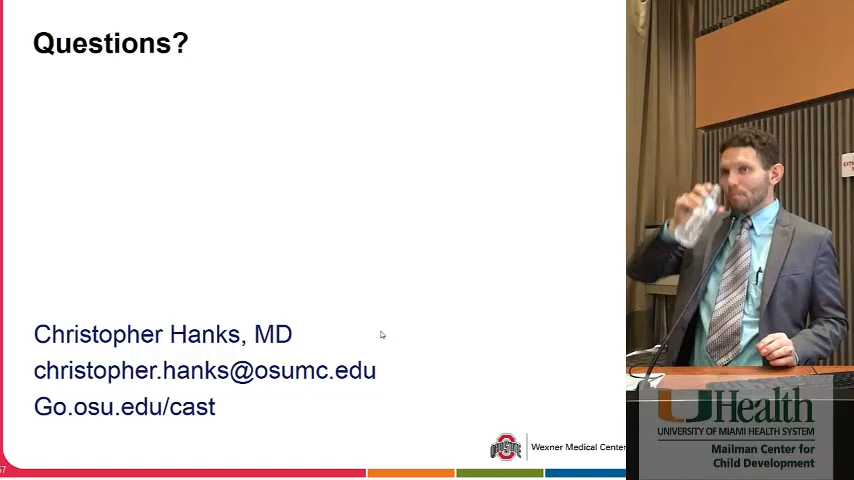 Questions?
Christopher Hanks, MD
christopher.hanks@osumc.edu
Go.osu.edu/cast
Wexner Medical Center
57
UHealth
UNIVERSITY OF MIAMI HEALTH SYSTEM
Mailman Center for
Child Development